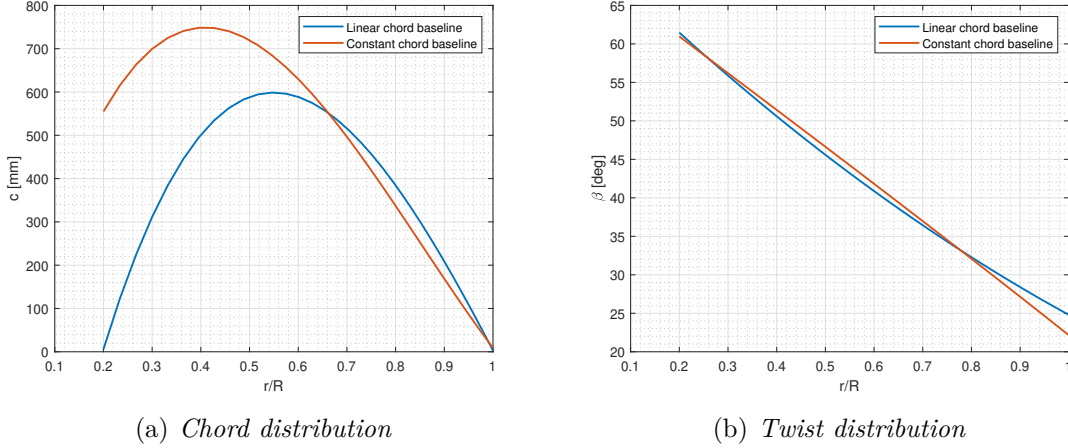 800
700
600
500
400
300
200
100
0
c [mm]
0.1 0.2 0.3 0.4 0.5 0.6 0.7 0.8 0.9 1
r/R
Linear chord baseline
Constant chord baseline
(a) Chord distribution
65
60
55
50
45
40
35
30
25
20
β [deg]
0.1 0.2 0.3 0.4 0.5 0.6 0.7 0.8 0.9 1
r/R
Linear chord baseline
Constant chord baseline
(b) Twist distribution